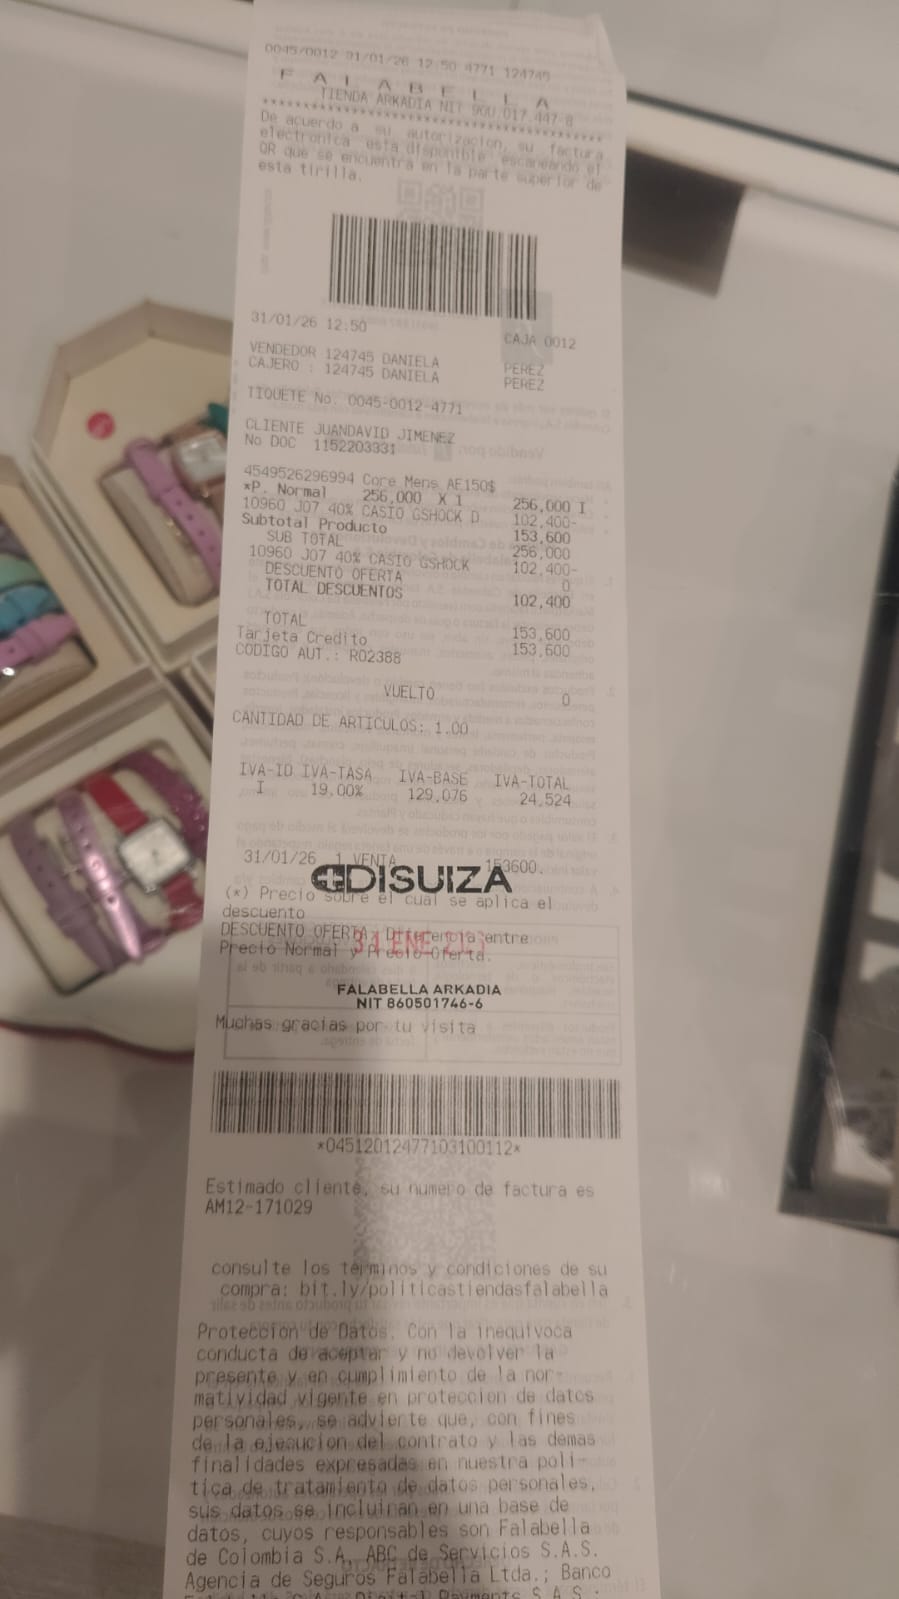 0045/0012 31/01/26 12:50 4771 124745
F A L A B E L L A
TIENDA ARKADIA NIT 900.017.447-8
****************************************
De acuerdo a su autorizacion, su factura
electronica esta disponible escaneando el
QR que se encuentra en la parte superior de
esta tirilla.
31/01/26 12:50 CAJA 0012
VENDEDOR 124745 DANIELA PEREZ
CAJERO : 124745 DANIELA PEREZ
TIQUETE No. 0045-0012-4771
CLIENTE JUANDAVID JIMENEZ
No DOC 1152203331
4549526296994 Core Mens AE150$ 256,000 I
*P. Normal 256,000 X 1 102,400-
10960 J07 40% CASIO GSHOCK D 153,600
Subtotal Producto 256,000
SUB TOTAL 102,400-
10960 J07 40% CASIO GSHOCK 0
DESCUENTO OFERTA 102,400
TOTAL DESCUENTOS
TOTAL 153,600
Tarjeta Credito 153,600
CODIGO AUT.: R02388
VUELTO 0
CANTIDAD DE ARTICULOS: 1.00
IVA-ID IVA-TASA IVA-BASE IVA-TOTAL
I 19.00% 129,076 24,524
31/01/26 1 VENTA 153600.
DISUIZA
(*) Precio sobre el cual se aplica el
descuento
DESCUENTO OFERTA: Diferencia entre
Precio Normal y Precio Oferta.
31 ENE
FALABELLA ARKADIA
NIT 860501746-6
Muchas gracias por tu visita
*04512012477103100112*
Estimado cliente, su numero de factura es
AM12-171029
consulte los términos y condiciones de su
compra: bit.ly/politicastiendasfalabella
Proteccion de Datos. Con la inequivoca
conducta de aceptar y no devolver la
presente y en cumplimiento de la nor-
matividad vigente en proteccion de datos
personales, se advierte que, con fines
de la ejecucion del contrato y las demas
finalidades expresadas en nuestra poli-
tica de tratamiento de datos personales,
sus datos se incluiran en una base de
datos, cuyos responsables son Falabella
de Colombia S.A, ABC de Servicios S.A.S.
Agencia de Seguros Falabella Ltda.; Banco